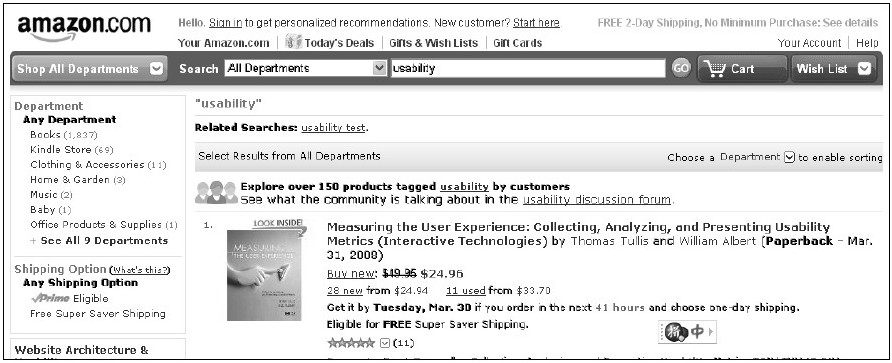 amazon.com
Hello. Sign in to get personalized recommendations. New customer? Start here.
FREE 2-Day Shipping, No Minimum Purchase: See details
Your Amazon.com | Today's Deals | Gifts & Wish Lists | Gift Cards
Your Account | Help
Shop All Departments
Search All Departments usability GO Cart Wish List
Department
Any Department
Books (1,837)
Kindle Store (69)
Clothing & Accessories (11)
Home & Garden (3)
Music (2)
Baby (1)
Office Products & Supplies (1)
+ See All 9 Departments
Shipping Option (What's this?)
Any Shipping Option
Prime Eligible
Free Super Saver Shipping
Website Architecture &
"usability"
Related Searches: usability test.
Select Results from All Departments
Choose a Department to enable sorting
Explore over 150 products tagged usability by customers
See what the community is talking about in the usability discussion forum.
1.
LOOK INSIDE!
MEASURING
THE USER EXPERIENCE
Measuring the User Experience: Collecting, Analyzing, and Presenting Usability
Metrics (Interactive Technologies) by Thomas Tullis and William Albert (Paperback - Mar.
31, 2008)
Buy new: $49.95 $24.96
28 new from $24.94 11 used from $33.70
Get it by Tuesday, Mar. 30 if you order in the next 41 hours and choose one-day shipping.
Eligible for FREE Super Saver Shipping.
(11)
中